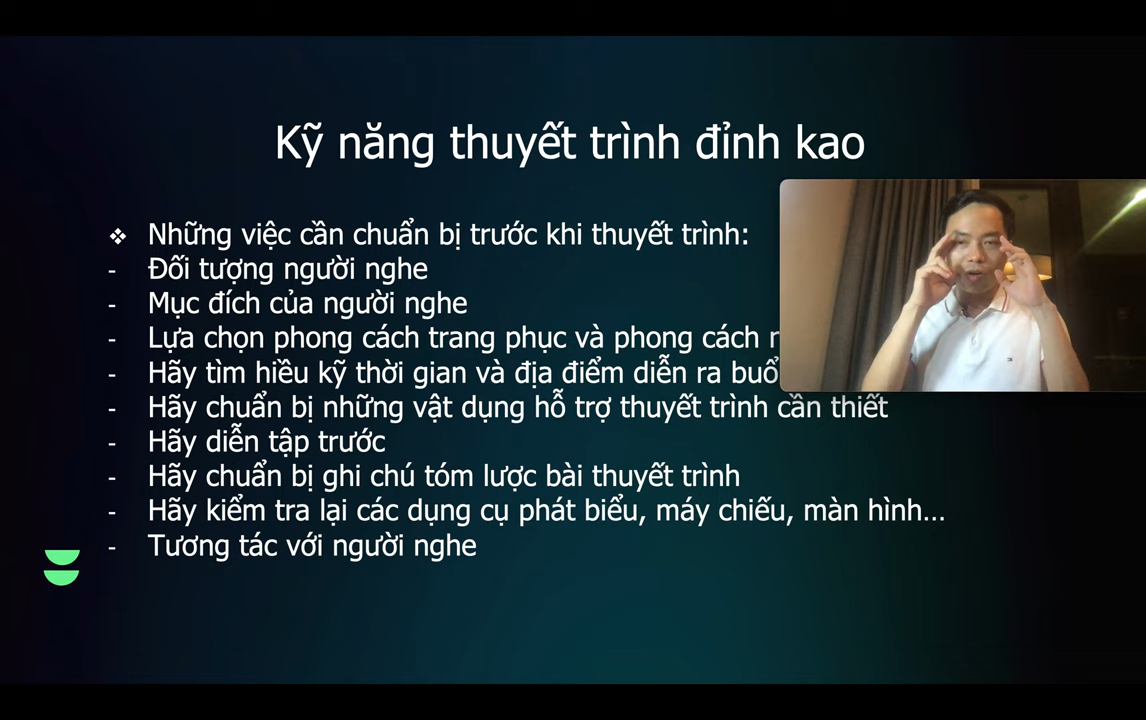 Kỹ năng thuyết trình đỉnh kao
❖ Những việc cần chuẩn bị trước khi thuyết trình:
- Đối tượng người nghe
- Mục đích của người nghe
- Lựa chọn phong cách trang phục và phong cách
- Hãy tìm hiều kỹ thời gian và địa điểm diễn ra
- Hãy chuẩn bị những vật dụng hỗ trợ thuyết trình cần thiết
- Hãy diễn tập trước
- Hãy chuẩn bị ghi chú tóm lược bài thuyết trình
- Hãy kiểm tra lại các dụng cụ phát biểu, máy chiếu, màn hình...
- Tương tác với người nghe